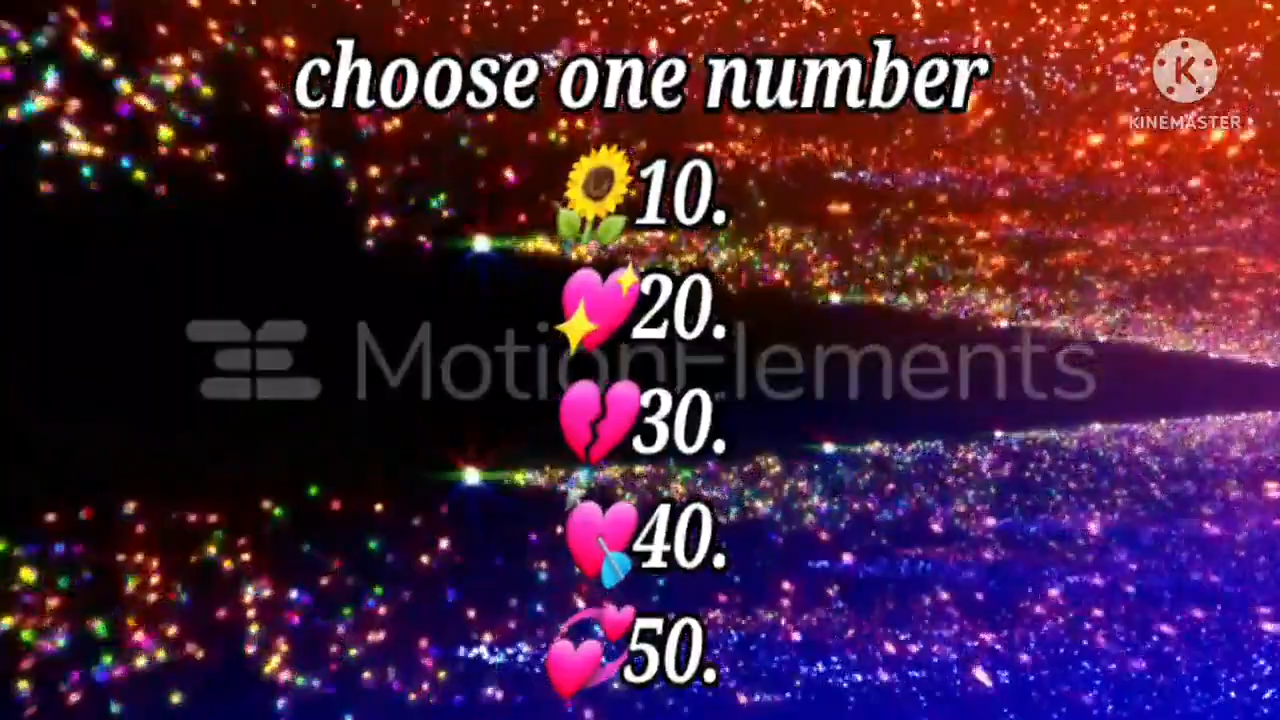 choose one number
KINEMASTER
🌻10.
💖20.
MotionElements
💔30.
💘40.
💞50.